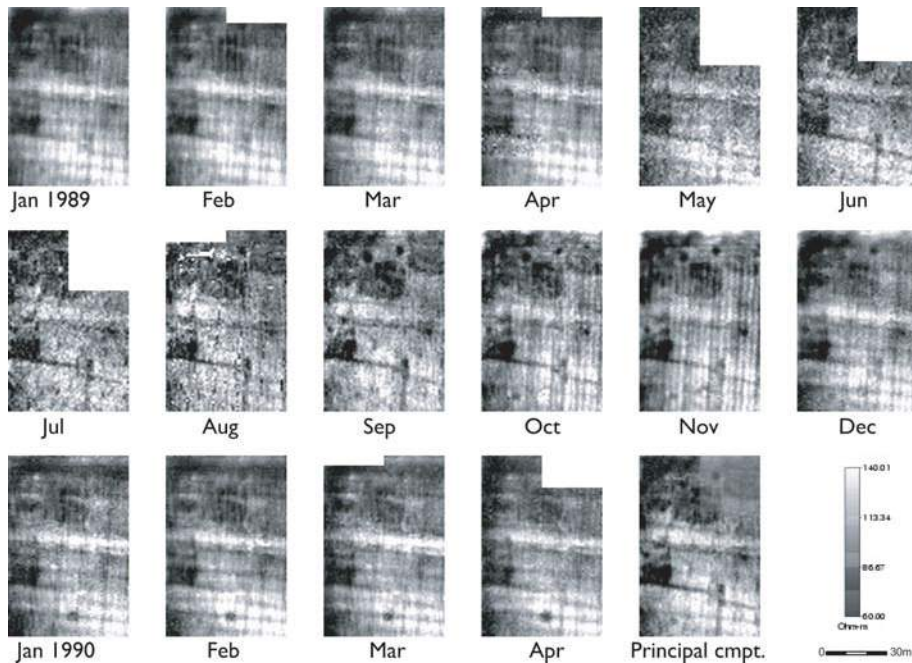 Jan 1989 Feb Mar Apr May Jun
Jul Aug Sep Oct Nov Dec
140.01
113.34
86.67
60.00
Ohm-m
Jan 1990 Feb Mar Apr Principal cmpt. 0 30m